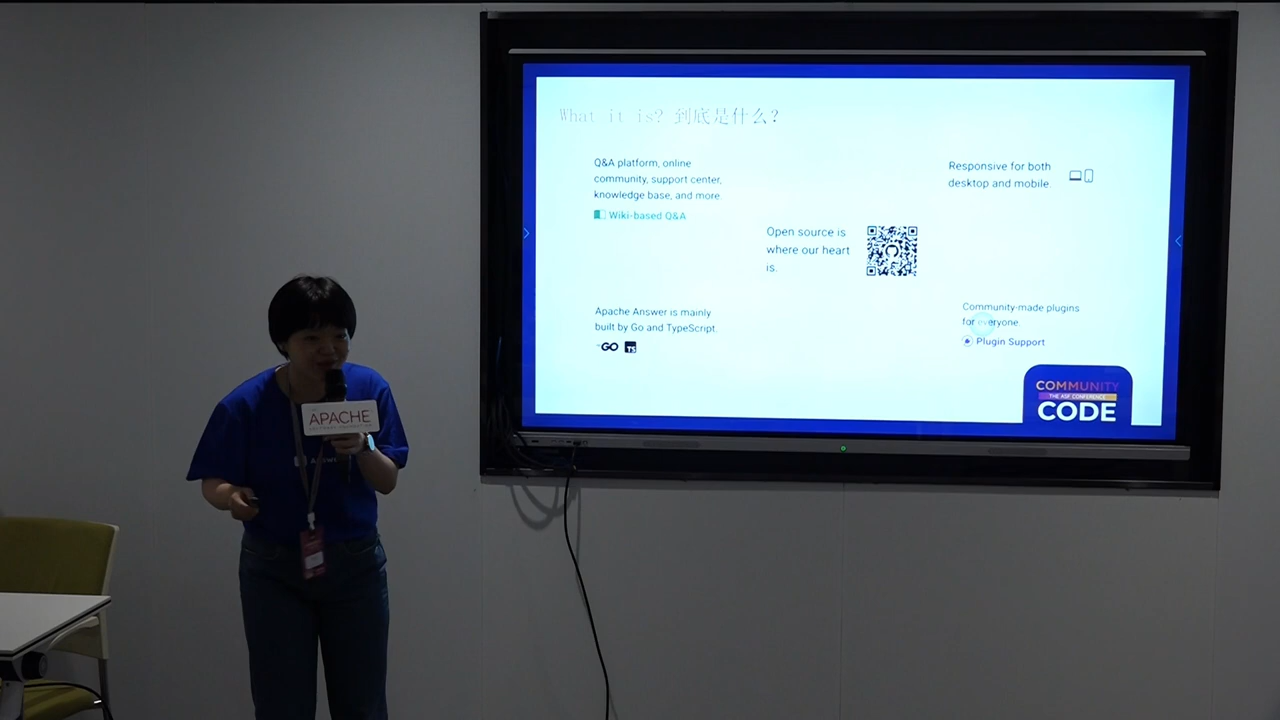 What it is? 到底是什么?
Q&A platform, online
community, support center,
knowledge base, and more.
Wiki-based Q&A
Responsive for both
desktop and mobile.
Open source is
where our heart
is.
Apache Answer is mainly
built by Go and TypeScript.
GO
TS
Community-made plugins
for everyone.
Plugin Support
COMMUNITY
THE ASF CONFERENCE
CODE
APACHE